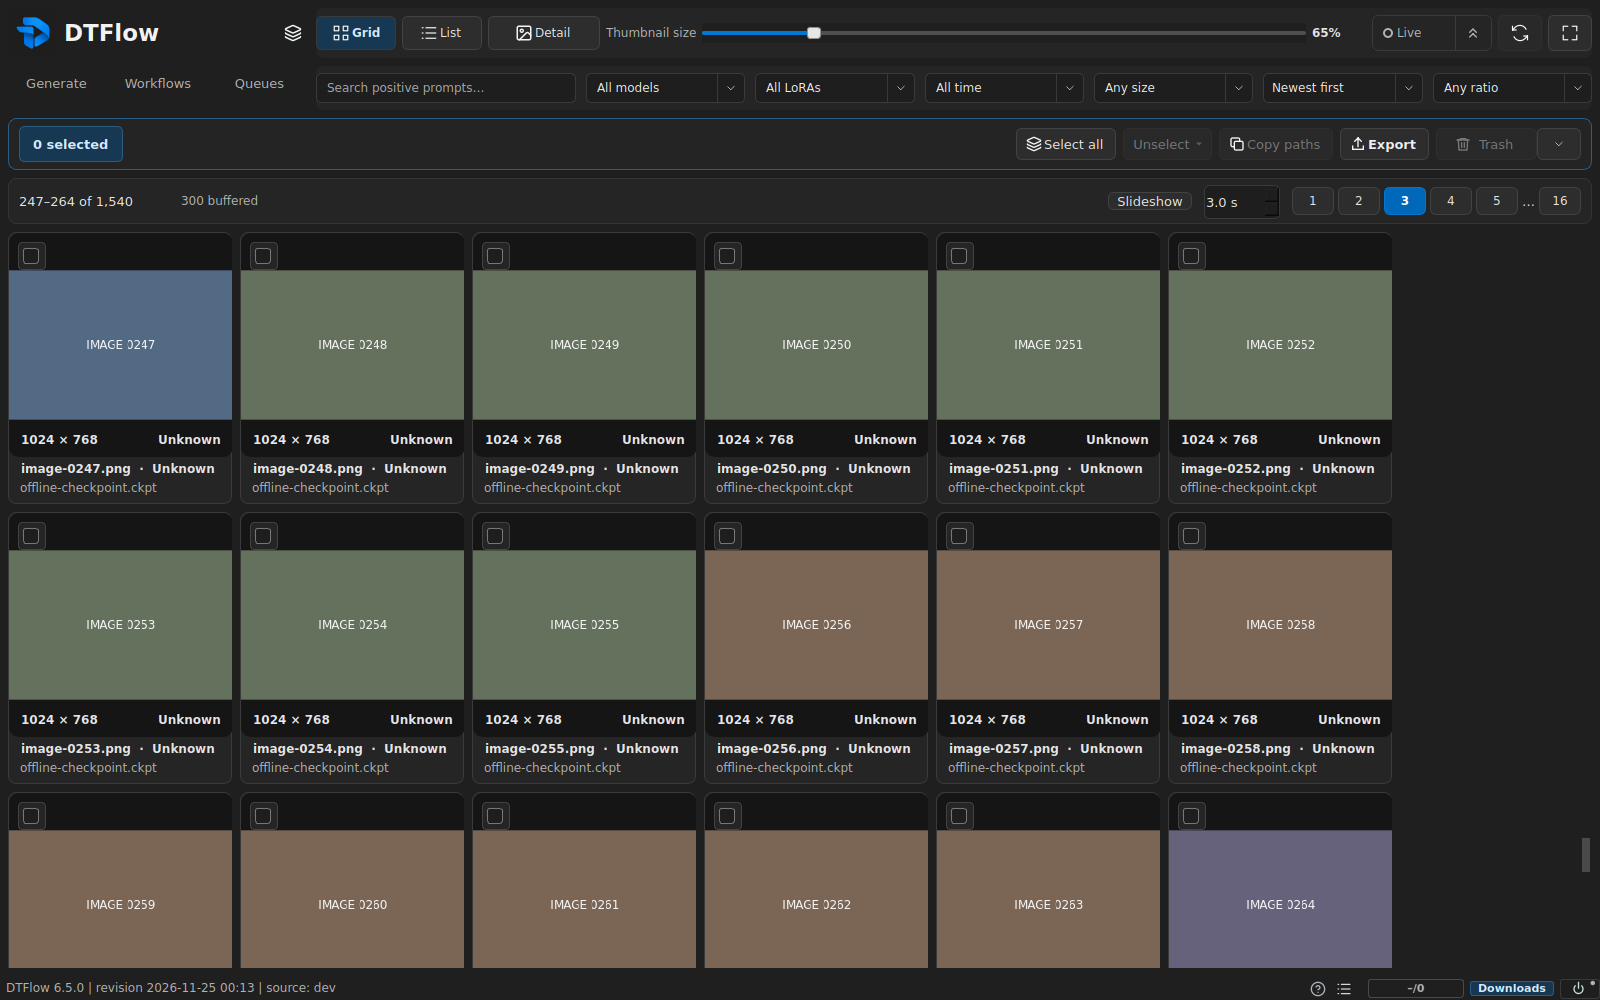 DTFlow
Grid
List
Detail
Thumbnail size
65%
Live
Generate
Workflows
Queues
Search positive prompts...
All models
All LoRAs
All time
Any size
Newest first
Any ratio
0 selected
Select all
Unselect
Copy paths
Export
Trash
247–264 of 1,540
300 buffered
Slideshow
3.0 s
1
2
3
4
5
...
16
IMAGE 0247
IMAGE 0248
IMAGE 0249
IMAGE 0250
IMAGE 0251
IMAGE 0252
1024 × 768 Unknown
1024 × 768 Unknown
1024 × 768 Unknown
1024 × 768 Unknown
1024 × 768 Unknown
1024 × 768 Unknown
image-0247.png · Unknown
image-0248.png · Unknown
image-0249.png · Unknown
image-0250.png · Unknown
image-0251.png · Unknown
image-0252.png · Unknown
offline-checkpoint.ckpt
offline-checkpoint.ckpt
offline-checkpoint.ckpt
offline-checkpoint.ckpt
offline-checkpoint.ckpt
offline-checkpoint.ckpt
IMAGE 0253
IMAGE 0254
IMAGE 0255
IMAGE 0256
IMAGE 0257
IMAGE 0258
1024 × 768 Unknown
1024 × 768 Unknown
1024 × 768 Unknown
1024 × 768 Unknown
1024 × 768 Unknown
1024 × 768 Unknown
image-0253.png · Unknown
image-0254.png · Unknown
image-0255.png · Unknown
image-0256.png · Unknown
image-0257.png · Unknown
image-0258.png · Unknown
offline-checkpoint.ckpt
offline-checkpoint.ckpt
offline-checkpoint.ckpt
offline-checkpoint.ckpt
offline-checkpoint.ckpt
offline-checkpoint.ckpt
IMAGE 0259
IMAGE 0260
IMAGE 0261
IMAGE 0262
IMAGE 0263
IMAGE 0264
DTFlow 6.5.0 | revision 2026-11-25 00:13 | source: dev
–/0
Downloads